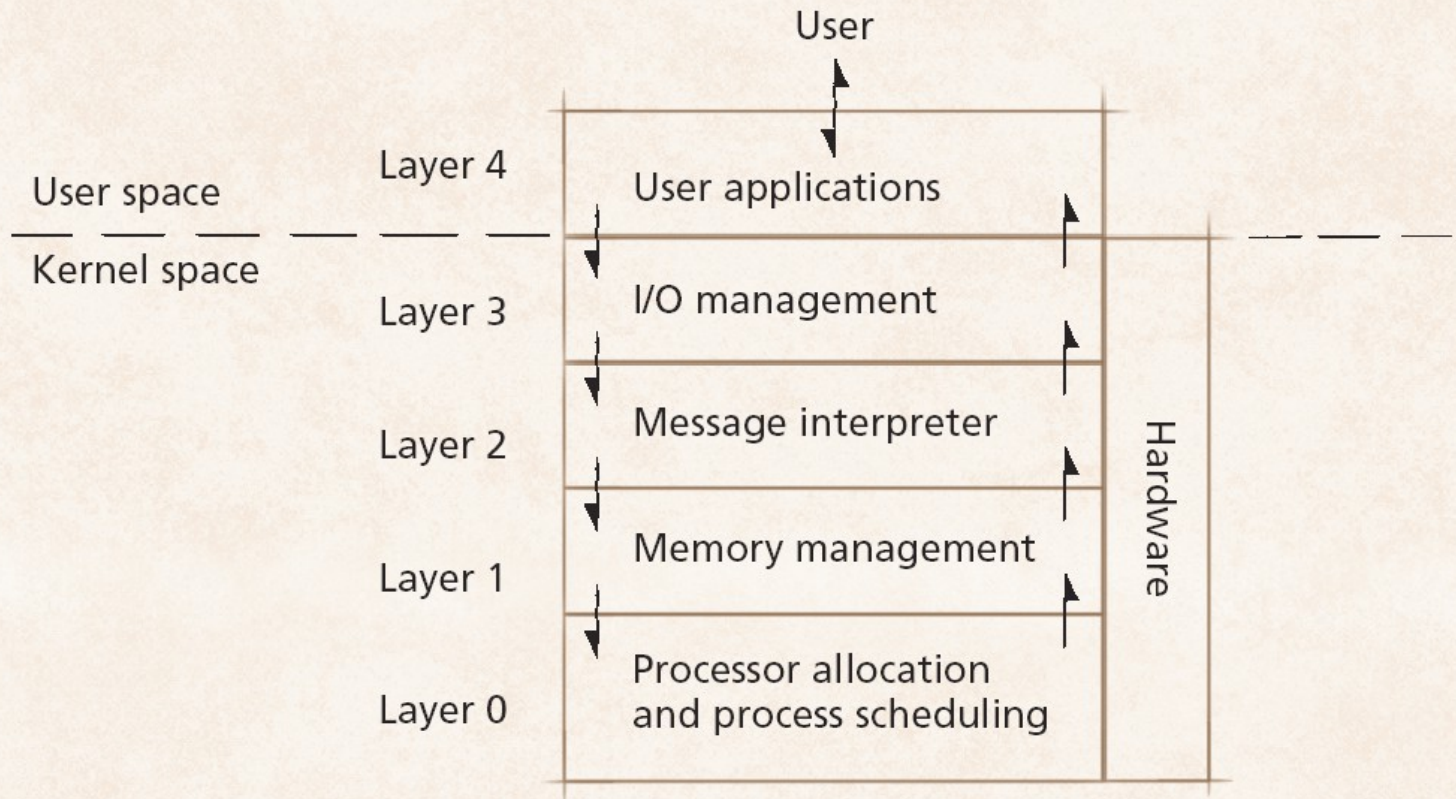 User
Layer 4
User applications
User space
Kernel space
Layer 3
I/O management
Layer 2
Message interpreter
Hardware
Layer 1
Memory management
Layer 0
Processor allocation
and process scheduling